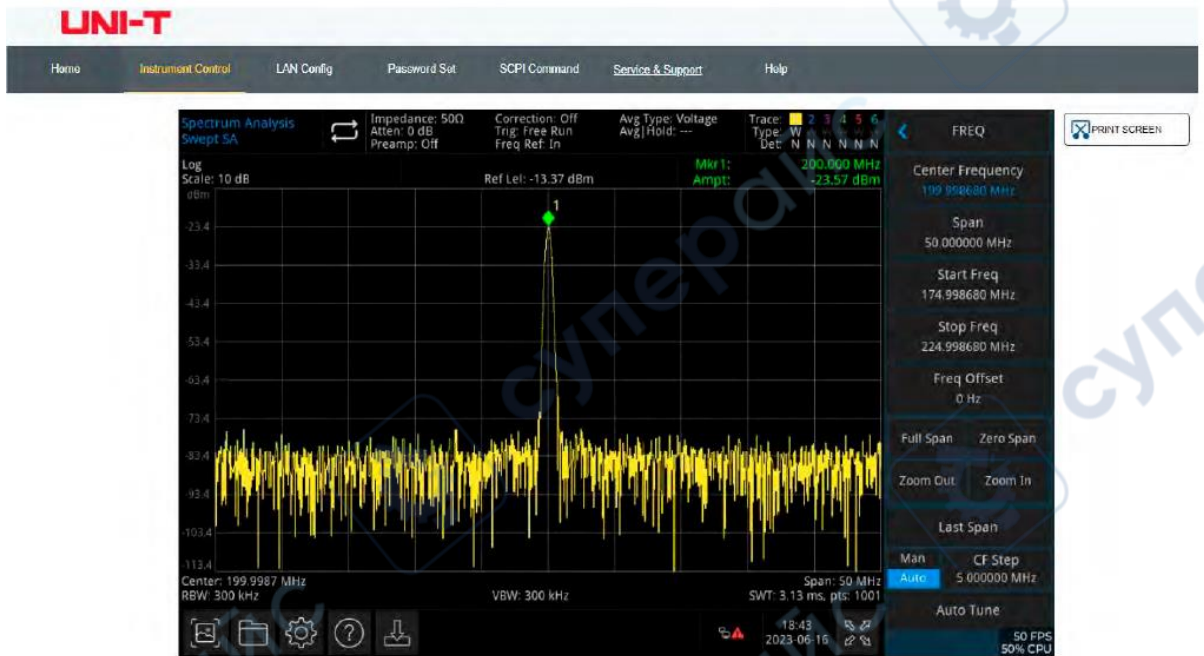 UNI-T
Home Instrument Control LAN Config Password Set SCPI Command Service & Support Help
Spectrum Analysis
Swept SA
Impedance: 50Ω
Atten: 0 dB
Preamp: Off
Correction: Off
Trig: Free Run
Freq Ref: In
Avg Type: Voltage
Avg|Hold: ---
Trace: 2 3 4 5 6
Type: W
Det: N N N N N N
FREQ
PRINT SCREEN
Log
Scale: 10 dB
Ref Lel: -13.37 dBm
Mkr1: 200.000 MHz
Ampt: -23.57 dBm
dBm
1
-23.4
-33.4
-43.4
-53.4
-63.4
-73.4
-83.4
-93.4
-103.4
-113.4
Center: 199.9987 MHz
RBW: 300 kHz
VBW: 300 kHz
Span: 50 MHz
SWT: 3.13 ms, pts: 1001
Center Frequency
199.998680 MHz
Span
50.000000 MHz
Start Freq
174.998680 MHz
Stop Freq
224.998680 MHz
Freq Offset
0 Hz
Full Span Zero Span
Zoom Out Zoom In
Last Span
Man CF Step
Auto 5.000000 MHz
Auto Tune
18:43
2023-06-16
50 FPS
50% CPU
супер
айс